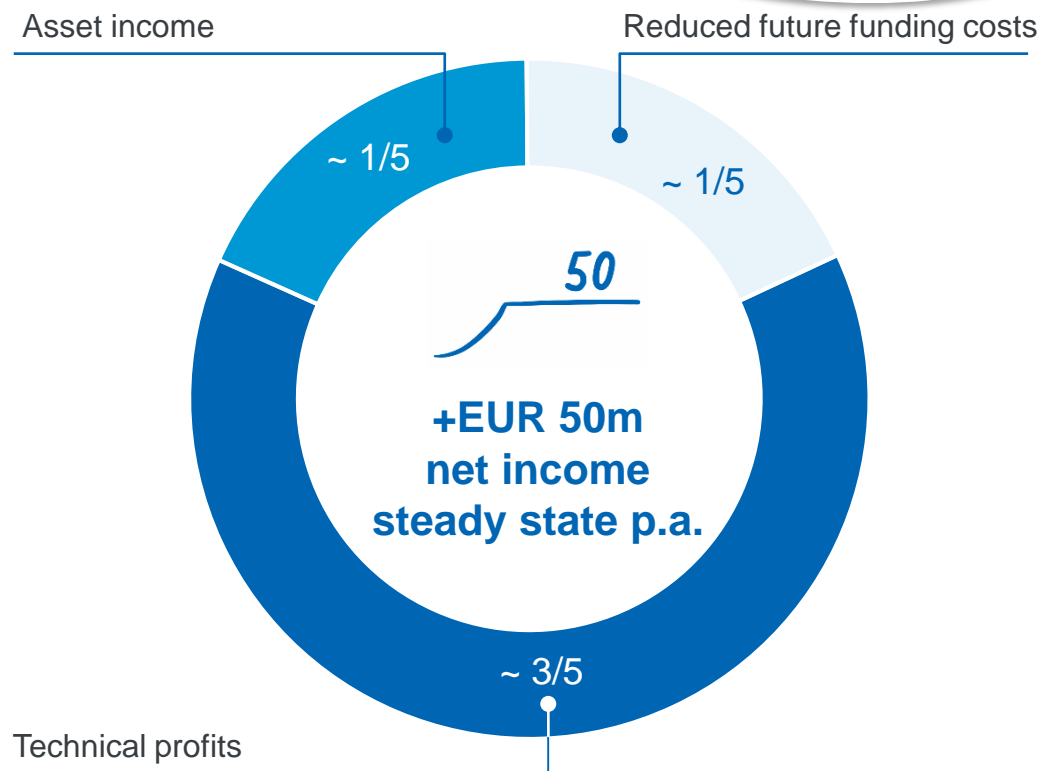 Asset income
Reduced future funding costs
~ 1/5
~ 1/5
50
+EUR 50m
net income
steady state p.a.
~ 3/5
Technical profits